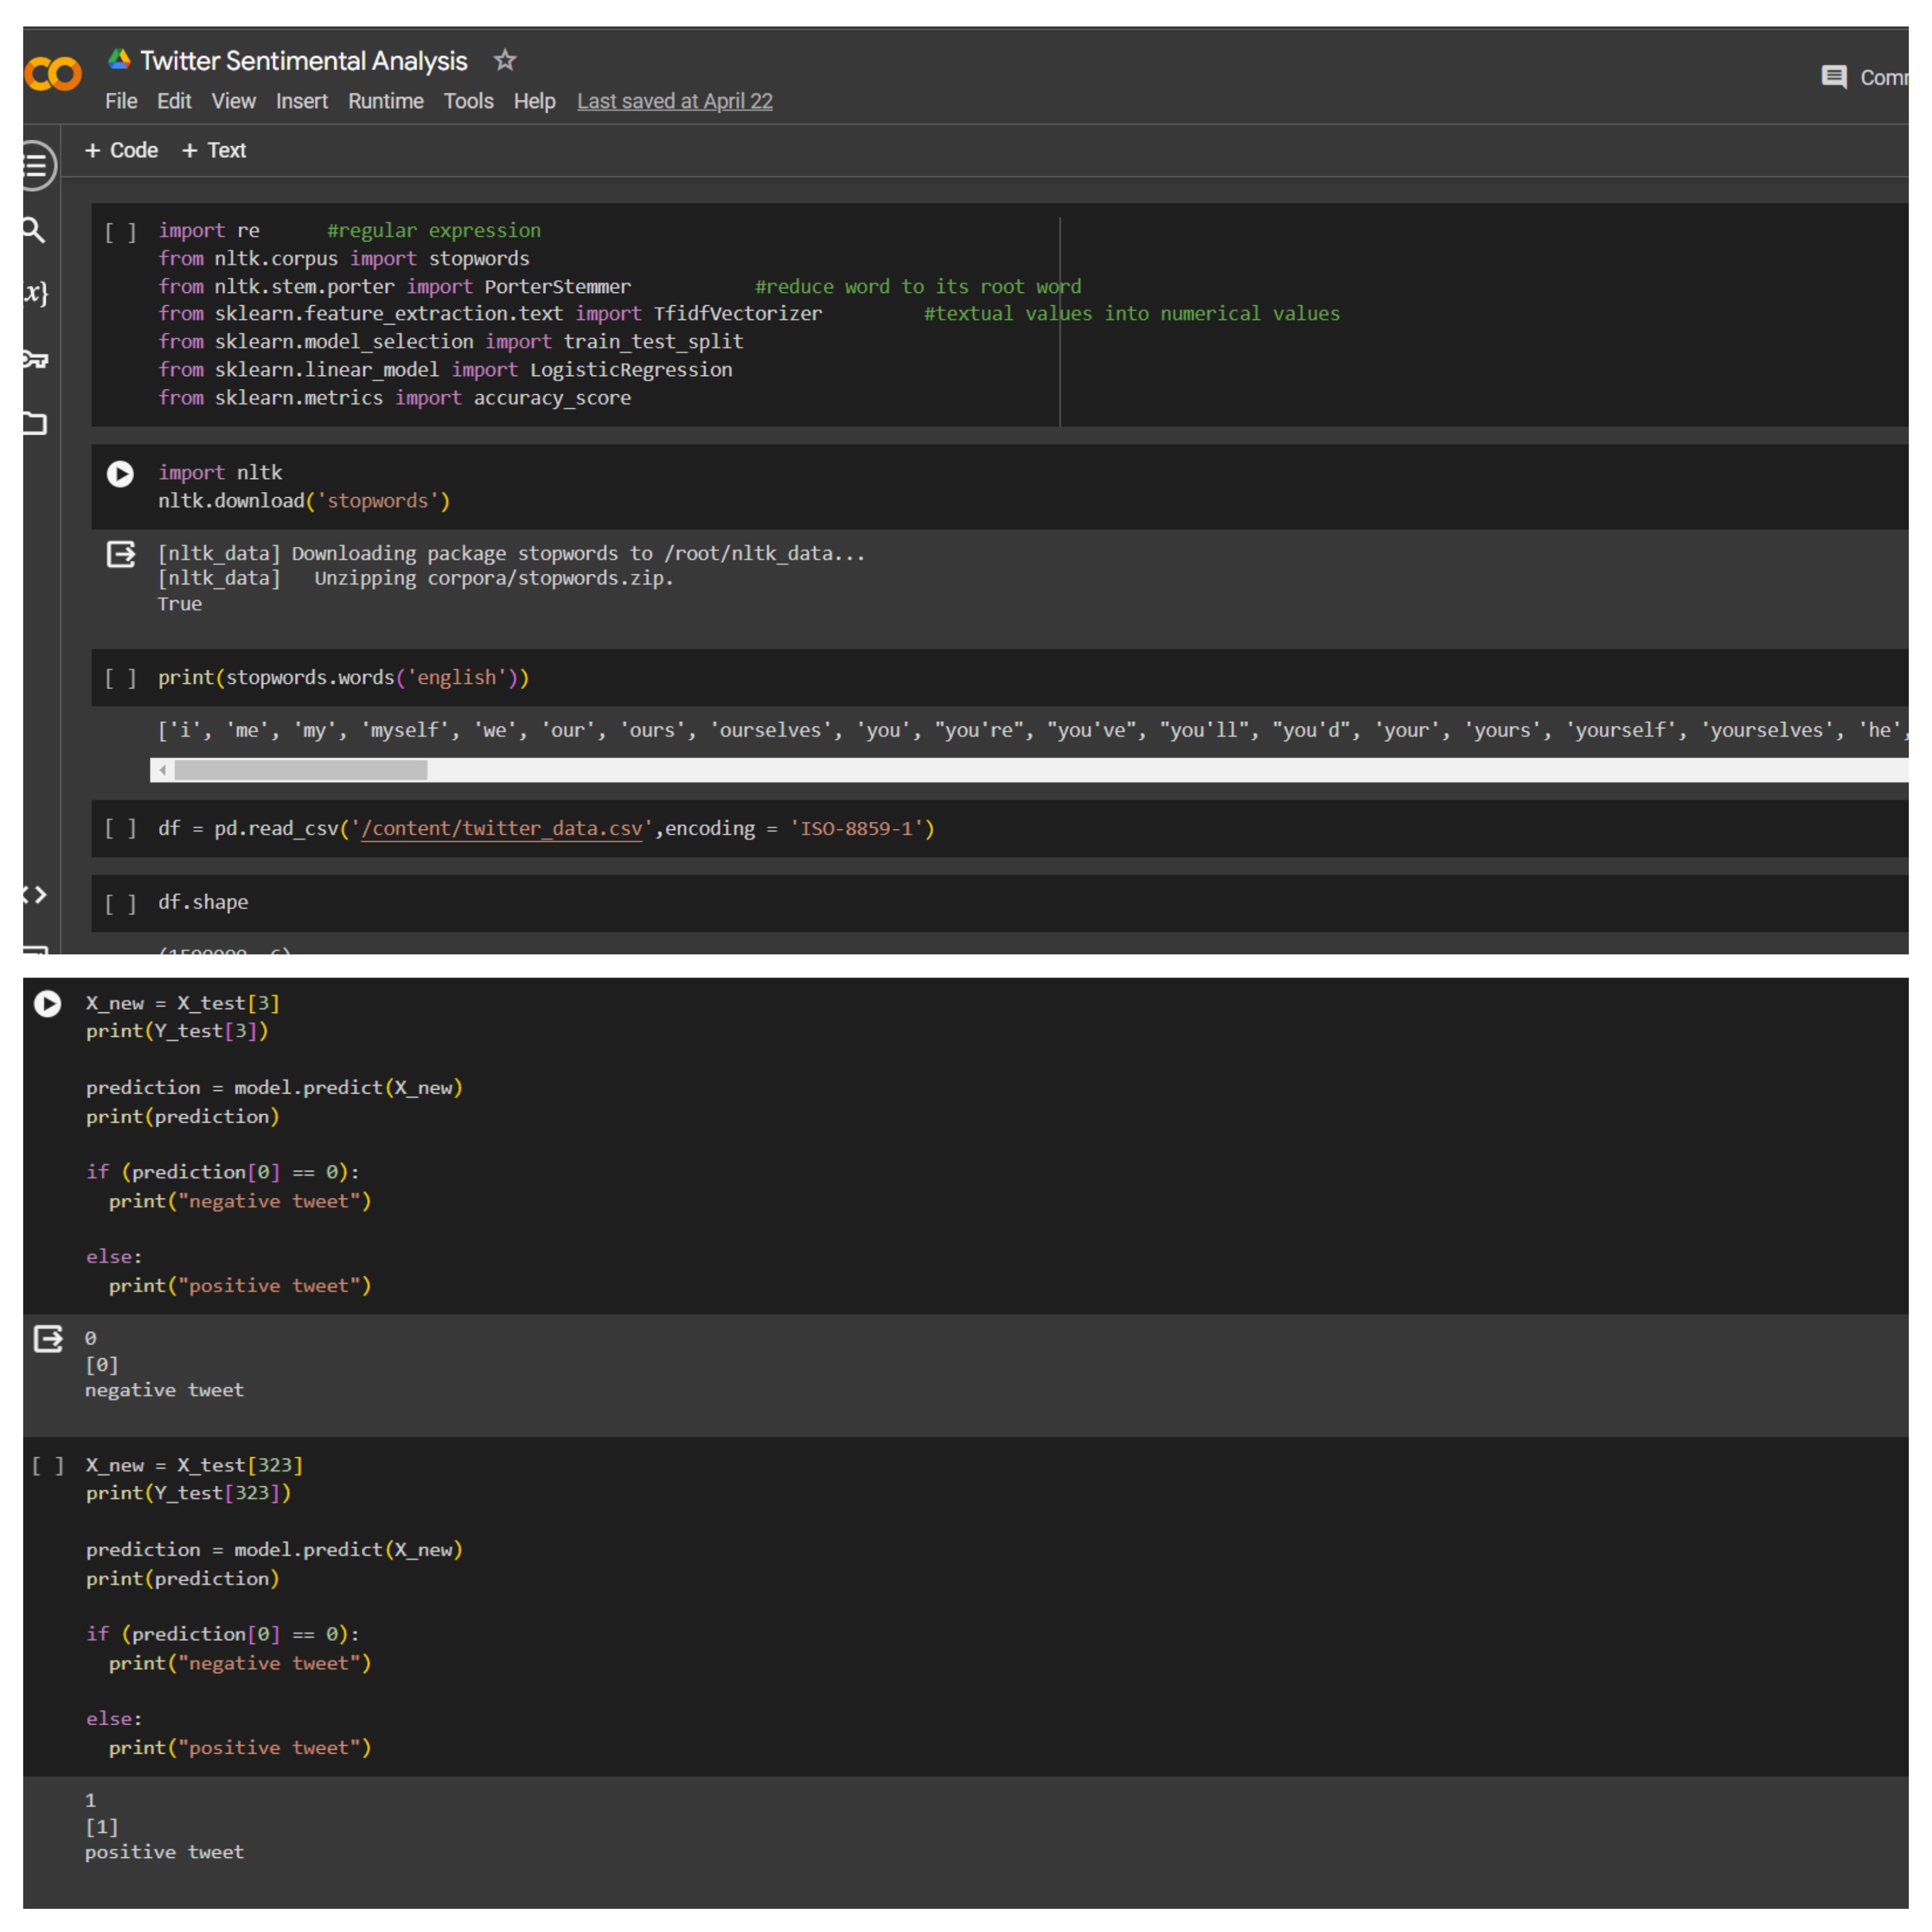 Twitter Sentimental Analysis
File Edit View Insert Runtime Tools Help Last saved at April 22
+ Code + Text
[ ] import re #regular expression
from nltk.corpus import stopwords
from nltk.stem.porter import PorterStemmer #reduce word to its root word
from sklearn.feature_extraction.text import TfidfVectorizer #textual values into numerical values
from sklearn.model_selection import train_test_split
from sklearn.linear_model import LogisticRegression
from sklearn.metrics import accuracy_score
import nltk
nltk.download('stopwords')
[nltk_data] Downloading package stopwords to /root/nltk_data...
[nltk_data]   Unzipping corpora/stopwords.zip.
True
[ ] print(stopwords.words('english'))
['i', 'me', 'my', 'myself', 'we', 'our', 'ours', 'ourselves', 'you', "you're", "you've", "you'll", "you'd", 'your', 'yours', 'yourself', 'yourselves', 'he',
[ ] df = pd.read_csv('/content/twitter_data.csv',encoding = 'ISO-8859-1')
[ ] df.shape
X_new = X_test[3]
print(Y_test[3])
prediction = model.predict(X_new)
print(prediction)
if (prediction[0] == 0):
print("negative tweet")
else:
print("positive tweet")
0
[0]
negative tweet
[ ] X_new = X_test[323]
print(Y_test[323])
prediction = model.predict(X_new)
print(prediction)
if (prediction[0] == 0):
print("negative tweet")
else:
print("positive tweet")
1
[1]
positive tweet